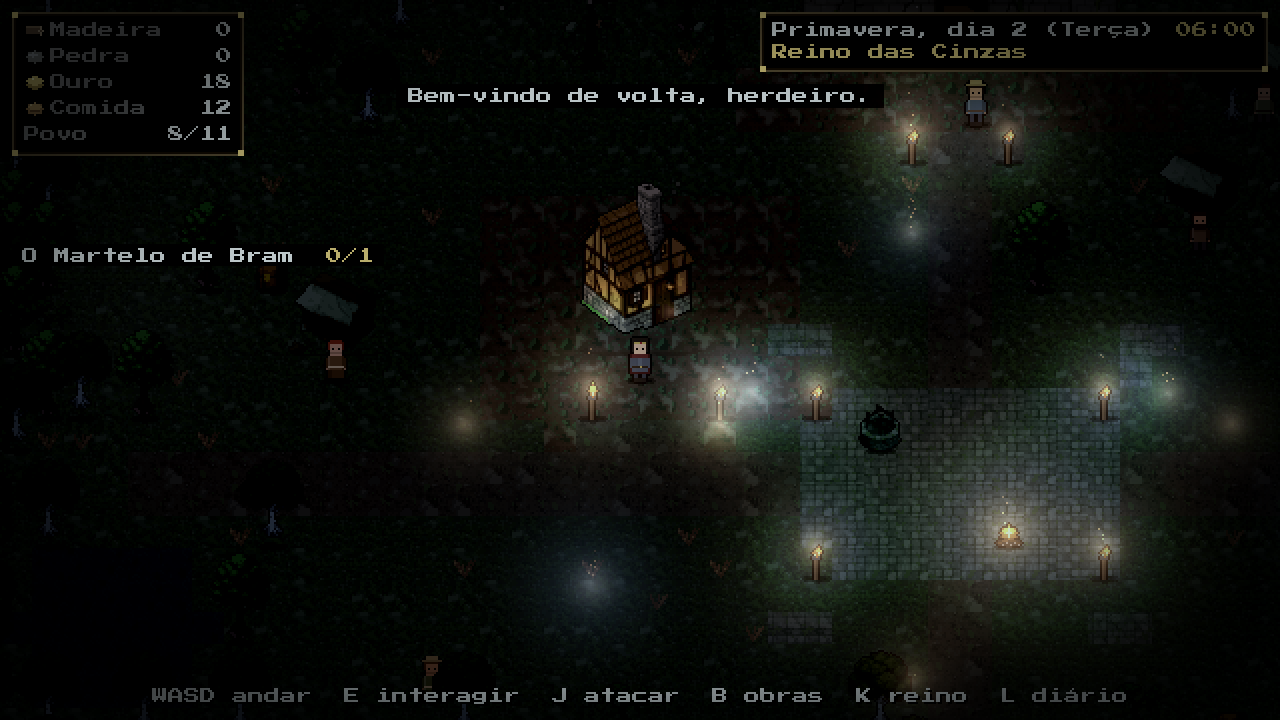 Madeira 0
Pedra 0
Ouro 18
Comida 12
Povo 8/11
Primavera, dia 2 (Terça) 06:00
Reino das Cinzas
Bem-vindo de volta, herdeiro.
O Martelo de Bram 0/1
WASD andar E interagir J atacar B obras K reino L diário